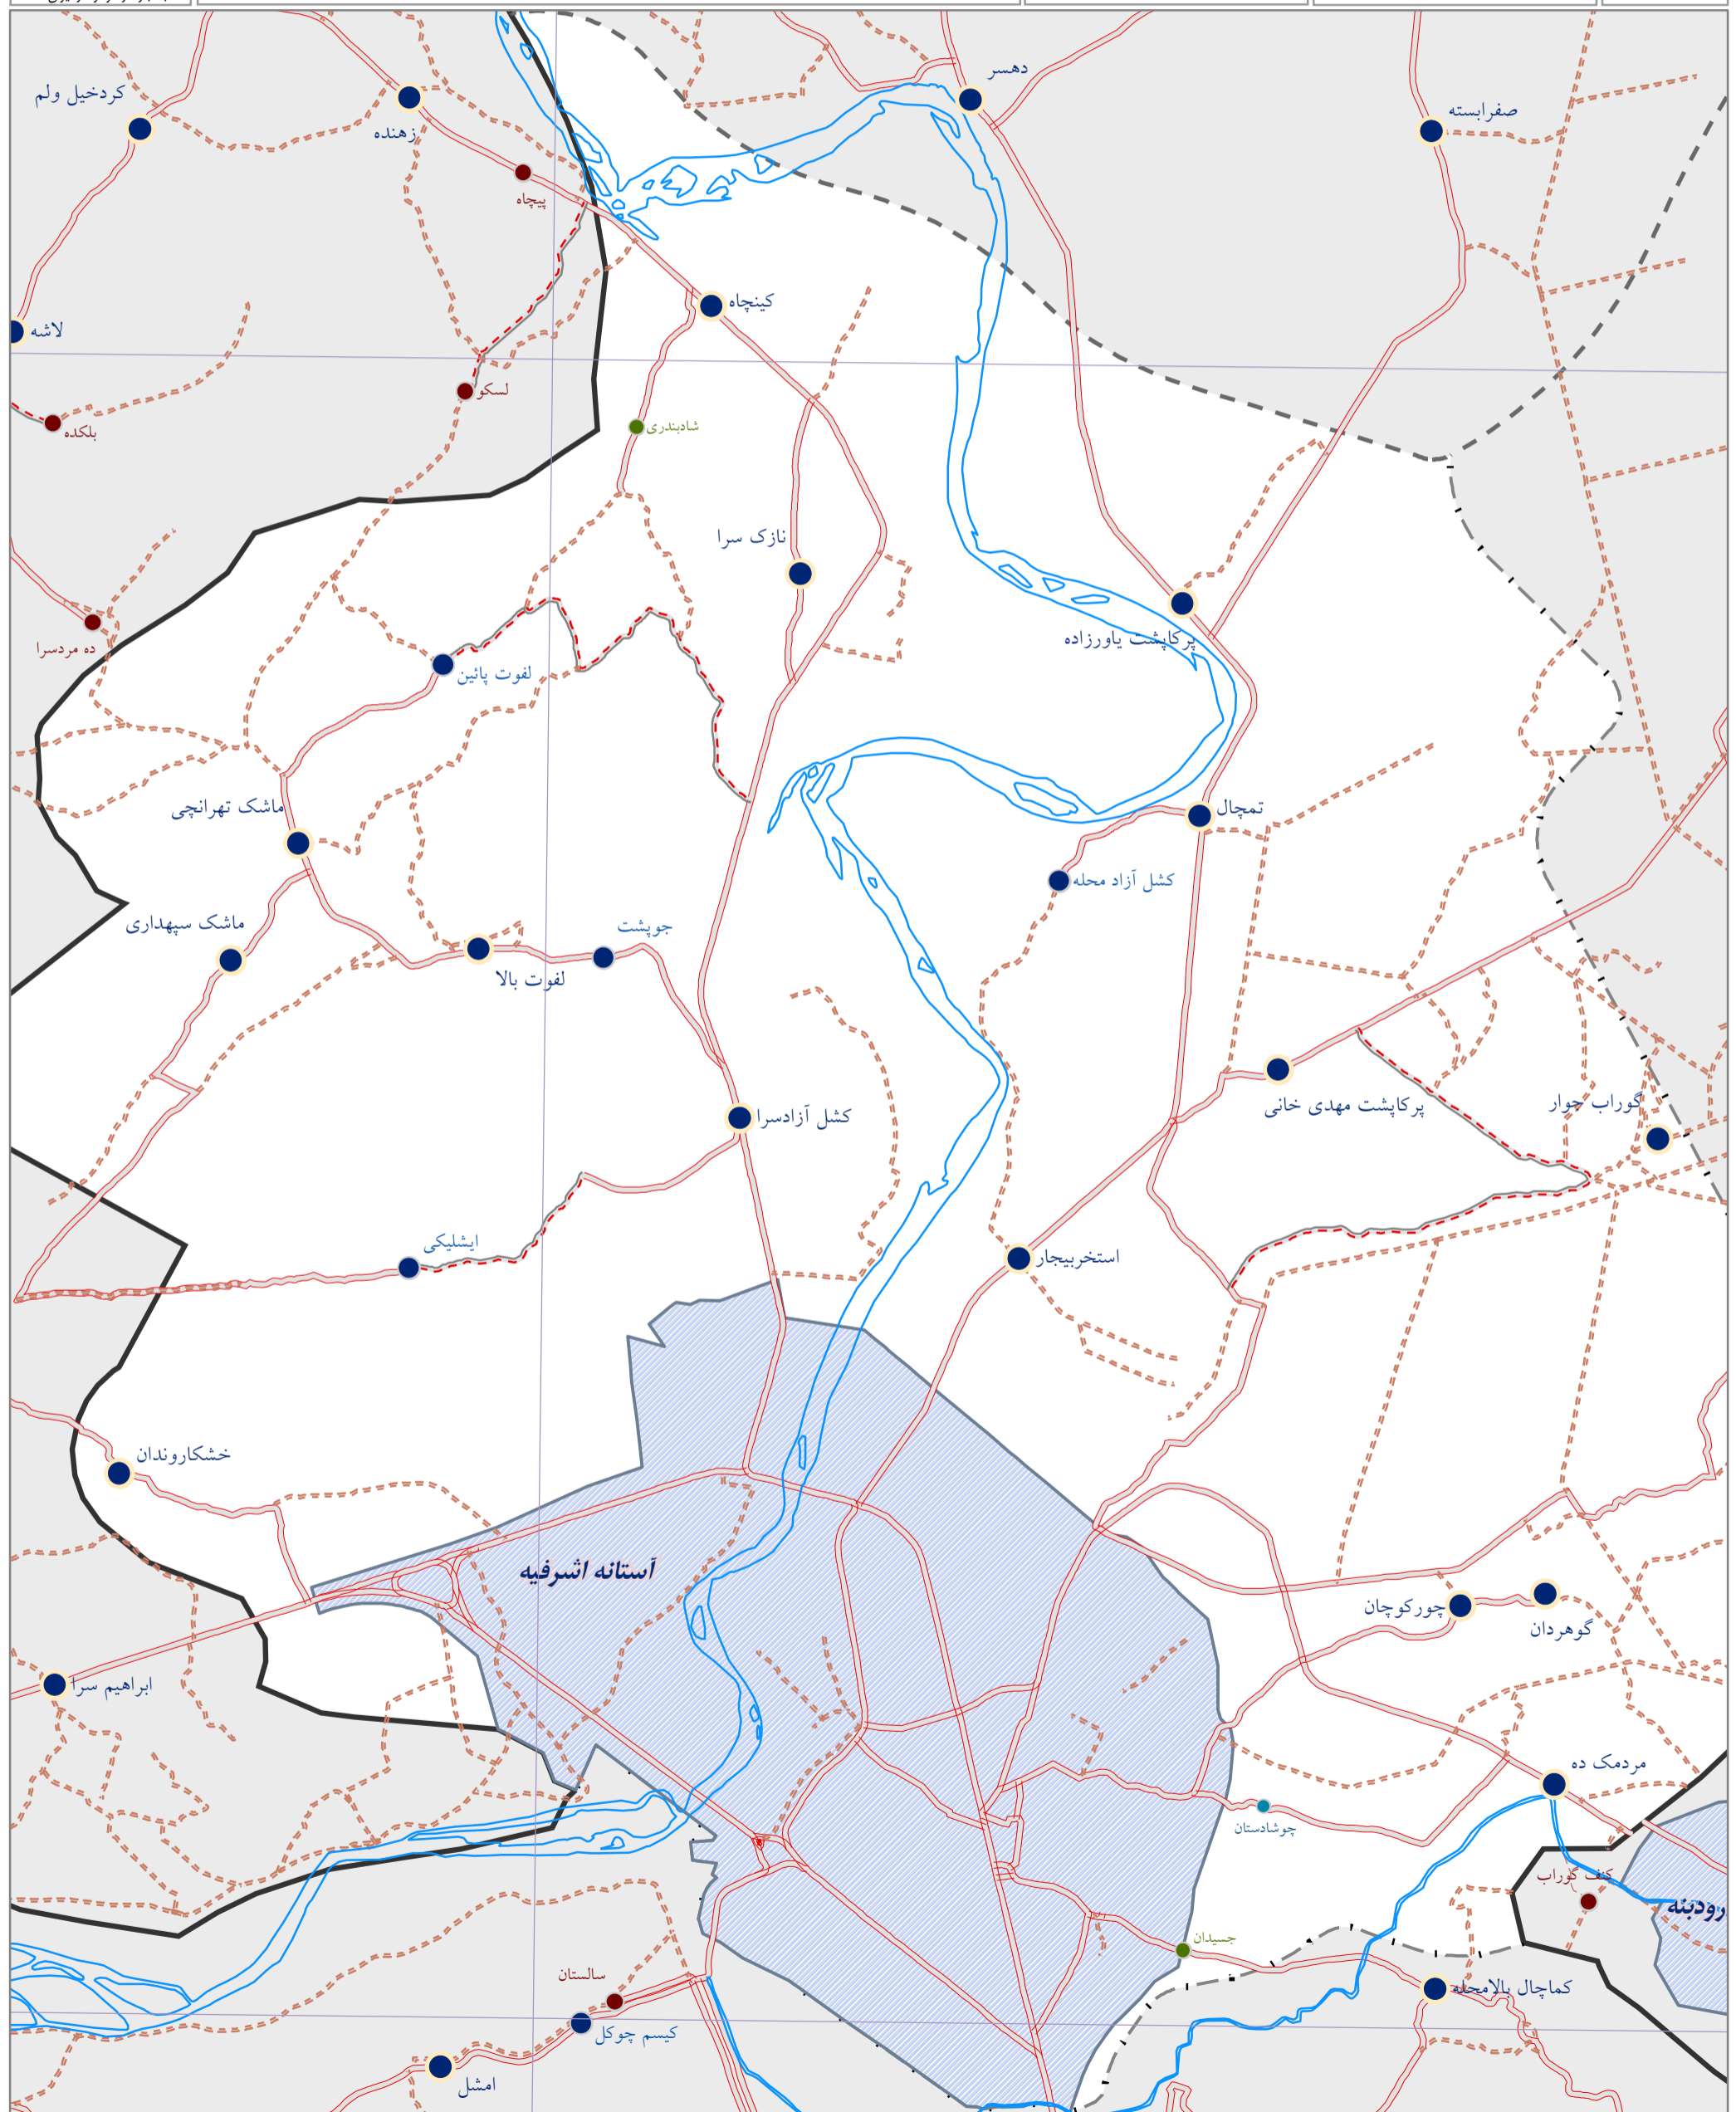 دهسر
کردخیل ولم
صفرابسته
زهنده
پیچاه
کینچاه
لاشه
لسکو
شادبندری
بلکده
نازک سرا
پرکاپشت یاورزاده
ده مردسرا
لفوت پائین
ماشک تهرانچی
تمچال
کشل آزاد محله
ماشک سپهداری
جوپشت
لفوت بالا
پرکاپشت مهدی خانی
گوراب جوار
کشل آزادسرا
ایشلیکی
استخربیجار
خشکاروندان
آستانه اشرفیه
چورکوچان
گوهردان
ابراهیم سرا
مردمک ده
چوشادستان
کنف گوراب
رودبنه
جسیدان
سالستان
کماچال بالامحله
کیسم چوکل
امشل